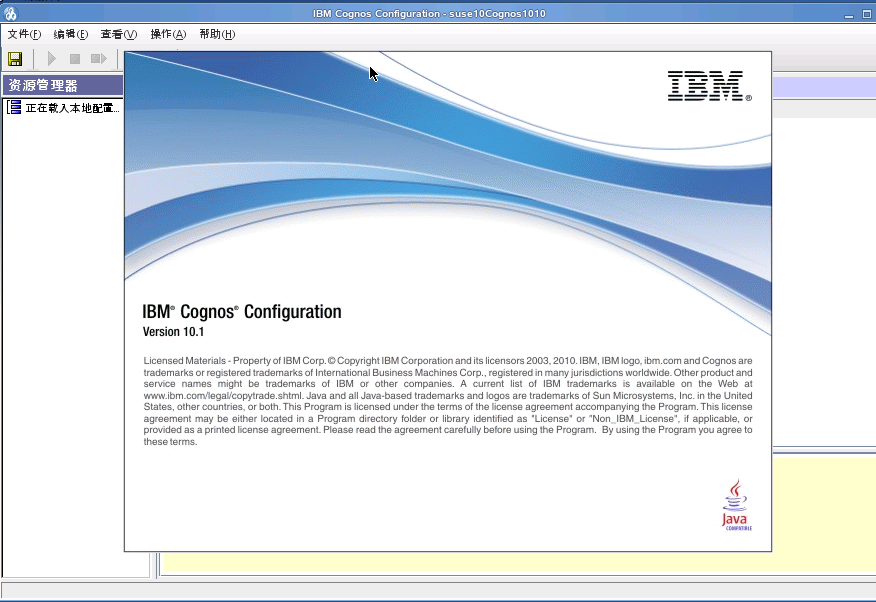 IBM Cognos Configuration - suse10Cognos1010
文件(F) 编辑(E) 查看(V) 操作(A) 帮助(H)
资源管理器
正在载入本地配置...
IBM®
IBM® Cognos® Configuration
Version 10.1
Licensed Materials - Property of IBM Corp. © Copyright IBM Corporation and its licensors 2003, 2010. IBM, IBM logo, ibm.com and Cognos are
trademarks or registered trademarks of International Business Machines Corp., registered in many jurisdictions worldwide. Other product and
service names might be trademarks of IBM or other companies. A current list of IBM trademarks is available on the Web at
www.ibm.com/legal/copytrade.shtml. Java and all Java-based trademarks and logos are trademarks of Sun Microsystems, Inc. in the United
States, other countries, or both. This Program is licensed under the terms of the license agreement accompanying the Program. This license
agreement may be either located in a Program directory folder or library identified as "License" or "Non_IBM_License", if applicable, or
provided as a printed license agreement. Please read the agreement carefully before using the Program. By using the Program you agree to
these terms.
Java
COMPATIBLE